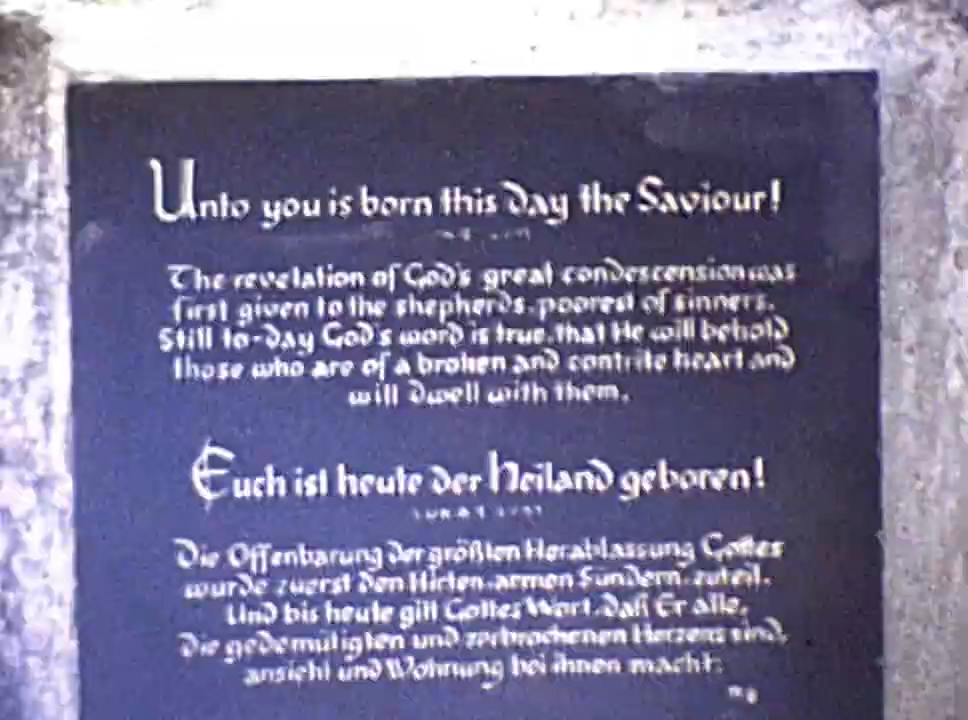 Unto you is born this day the Saviour!
The revelation of God's great condescension was
first given to the shepherds, poorest of sinners.
Still to-day God's word is true, that He will behold
those who are of a broken and contrite heart and
will dwell with them.
Euch ist heute der Heiland geboren!
Die Offenbarung der größten Herablassung Gottes
wurde zuerst den Hirten, armen Sündern, zuteil.
Und bis heute gilt Gottes Wort, daß Er alle,
die gedemütigten und zerbrochenen Herzens sind,
ansieht und Wohnung bei ihnen macht.